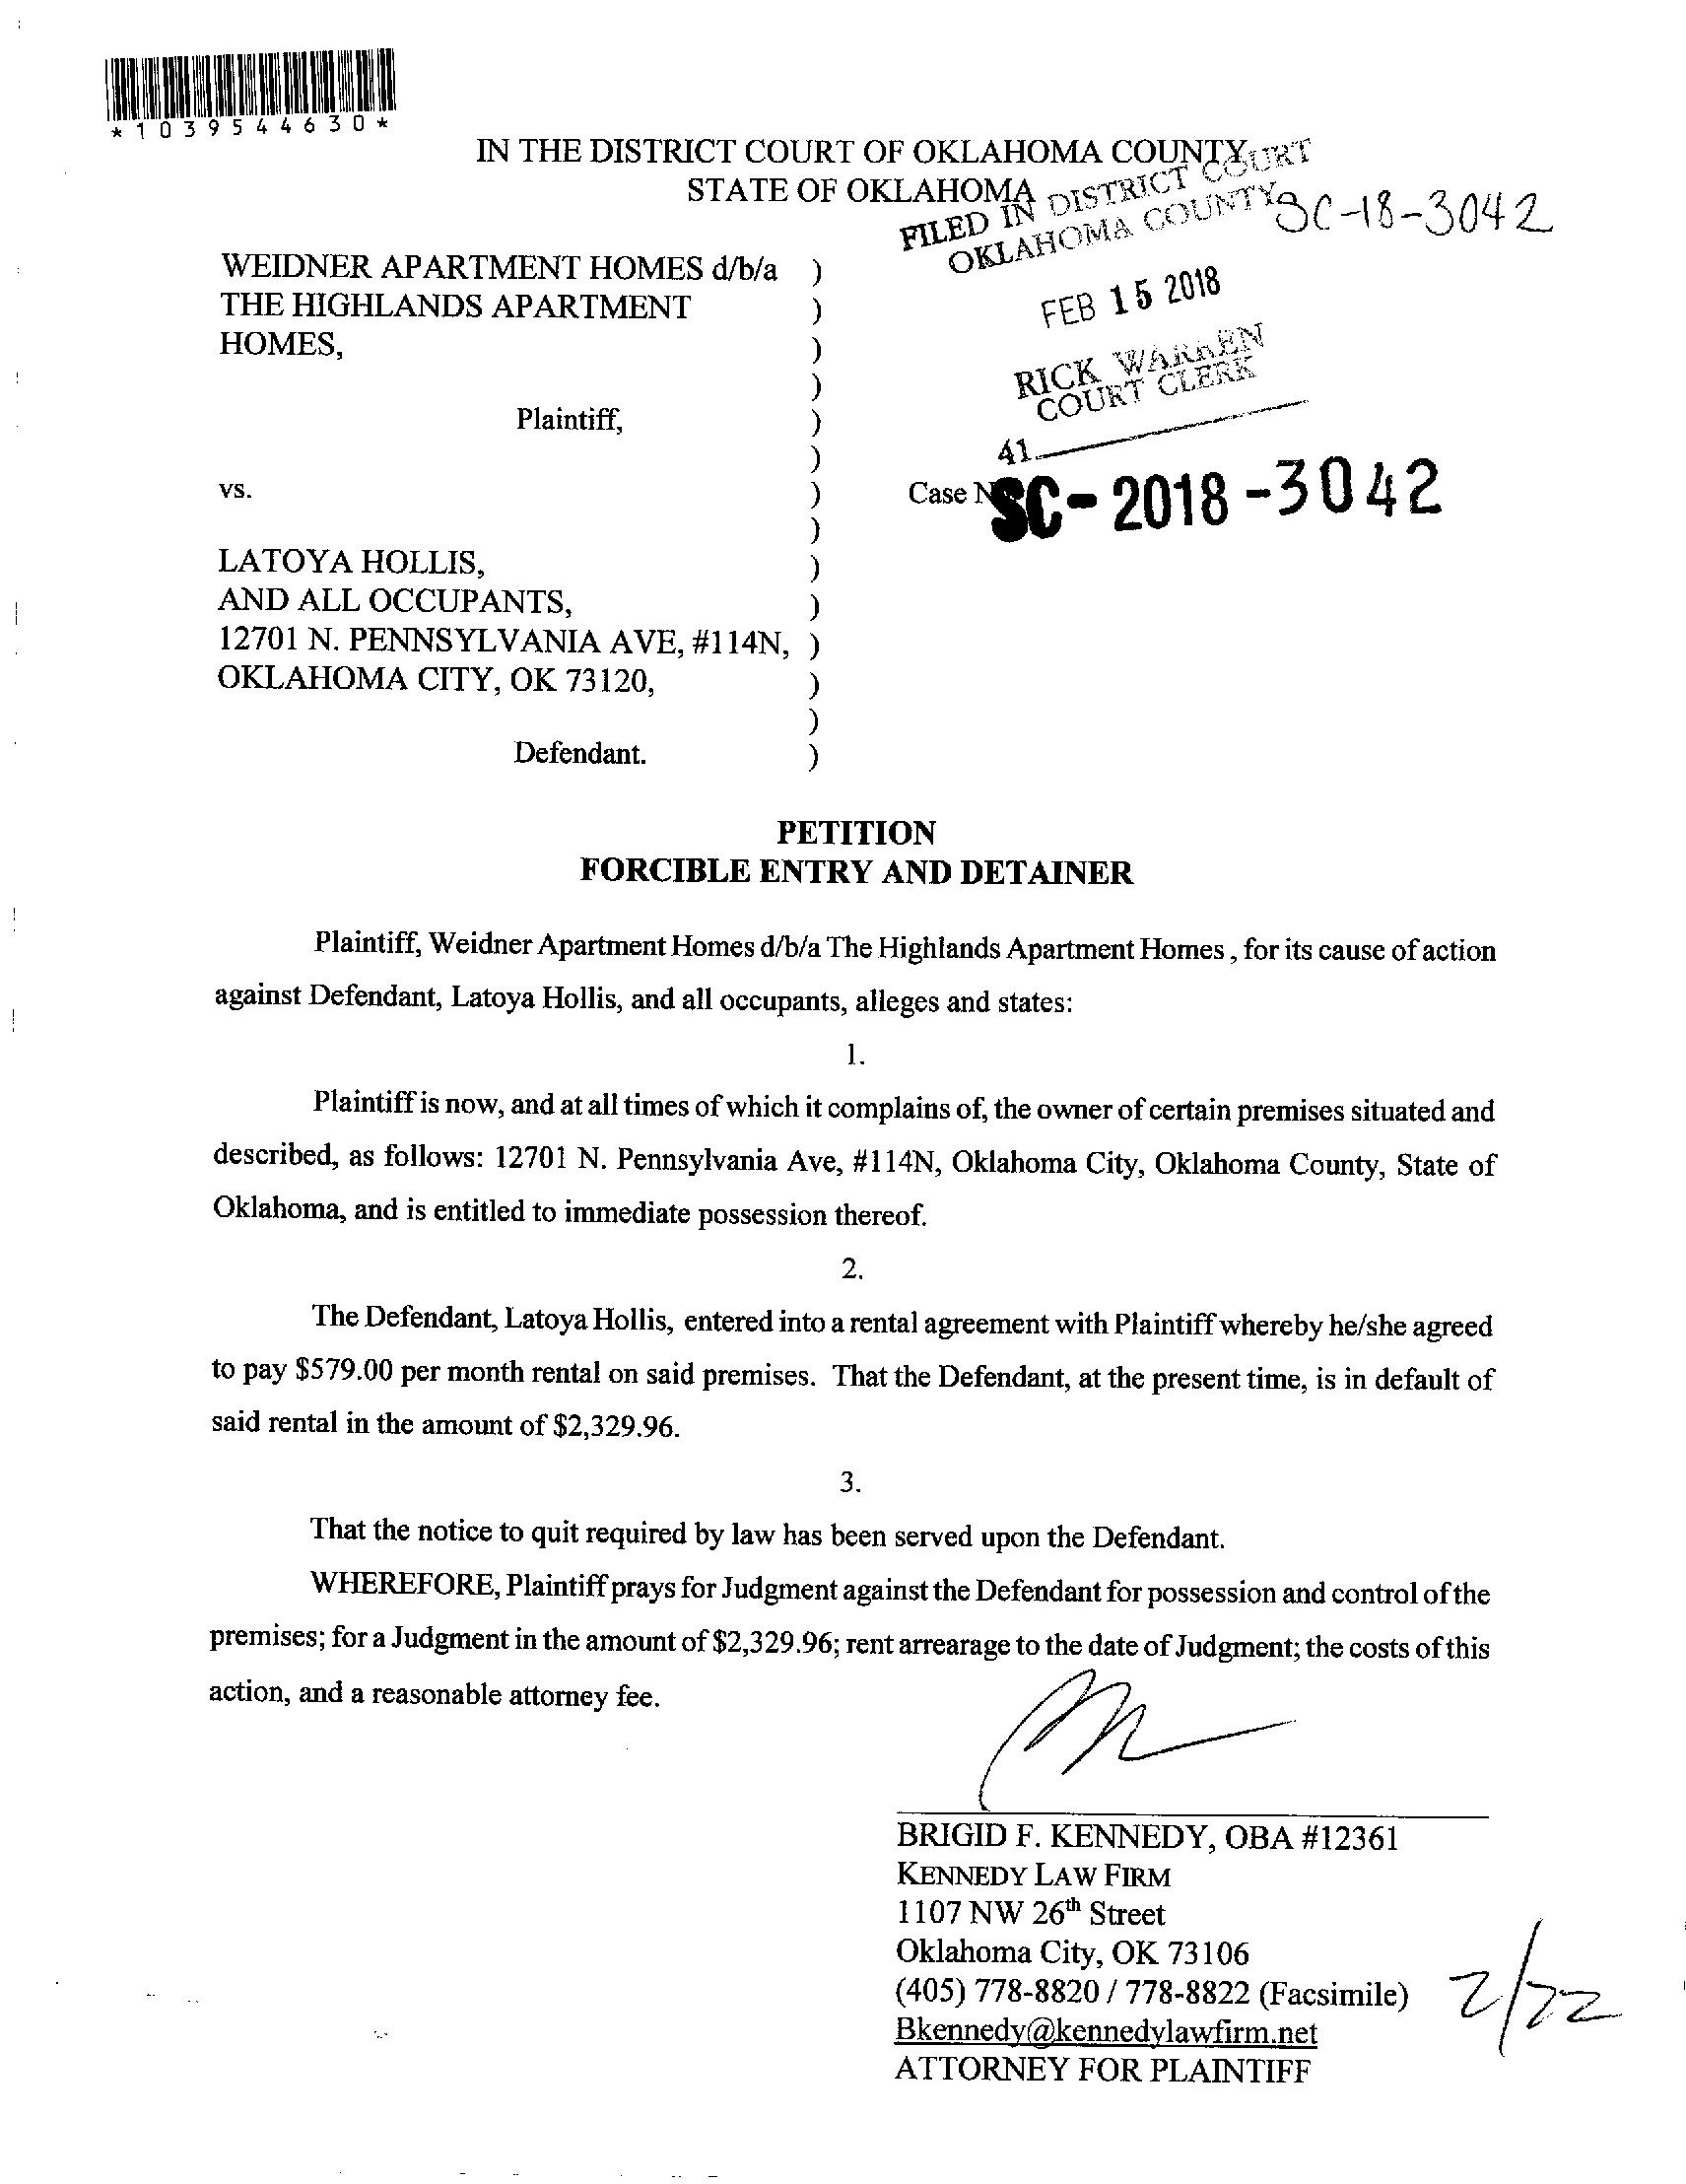 *1039544630*
IN THE DISTRICT COURT OF OKLAHOMA COUNTY
STATE OF OKLAHOMA
FILED IN DISTRICT COURT
OKLAHOMA COUNTY
SC-18-3042
FEB 15 2018
RICK WARREN
COURT CLERK
41
WEIDNER APARTMENT HOMES d/b/a )
THE HIGHLANDS APARTMENT )
HOMES, )
)
Plaintiff, )
)
vs. ) Case N SC-2018-3042
)
LATOYA HOLLIS, )
AND ALL OCCUPANTS, )
12701 N. PENNSYLVANIA AVE, #114N, )
OKLAHOMA CITY, OK 73120, )
)
Defendant. )
PETITION
FORCIBLE ENTRY AND DETAINER
Plaintiff, Weidner Apartment Homes d/b/a The Highlands Apartment Homes , for its cause of action
against Defendant, Latoya Hollis, and all occupants, alleges and states:
1.
Plaintiff is now, and at all times of which it complains of, the owner of certain premises situated and
described, as follows: 12701 N. Pennsylvania Ave, #114N, Oklahoma City, Oklahoma County, State of
Oklahoma, and is entitled to immediate possession thereof.
2.
The Defendant, Latoya Hollis, entered into a rental agreement with Plaintiff whereby he/she agreed
to pay $579.00 per month rental on said premises. That the Defendant, at the present time, is in default of
said rental in the amount of $2,329.96.
3.
That the notice to quit required by law has been served upon the Defendant.
WHEREFORE, Plaintiff prays for Judgment against the Defendant for possession and control of the
premises; for a Judgment in the amount of $2,329.96; rent arrearage to the date of Judgment; the costs of this
action, and a reasonable attorney fee.
BRIGID F. KENNEDY, OBA #12361
KENNEDY LAW FIRM
1107 NW 26th Street
Oklahoma City, OK 73106
(405) 778-8820 / 778-8822 (Facsimile)
Bkennedy@kennedylawfirm.net
ATTORNEY FOR PLAINTIFF
2/22